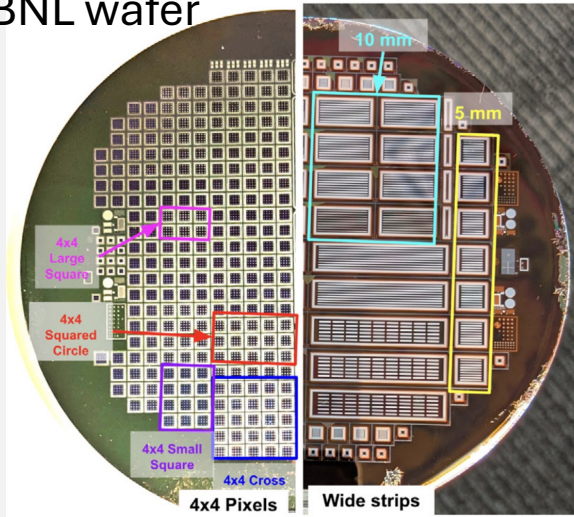 BNL wafer
10 mm
5 mm
4x4
Large
Square
4x4
Squared
Circle
4x4 Small
Square
4x4 Cross
4x4 Pixels
Wide strips